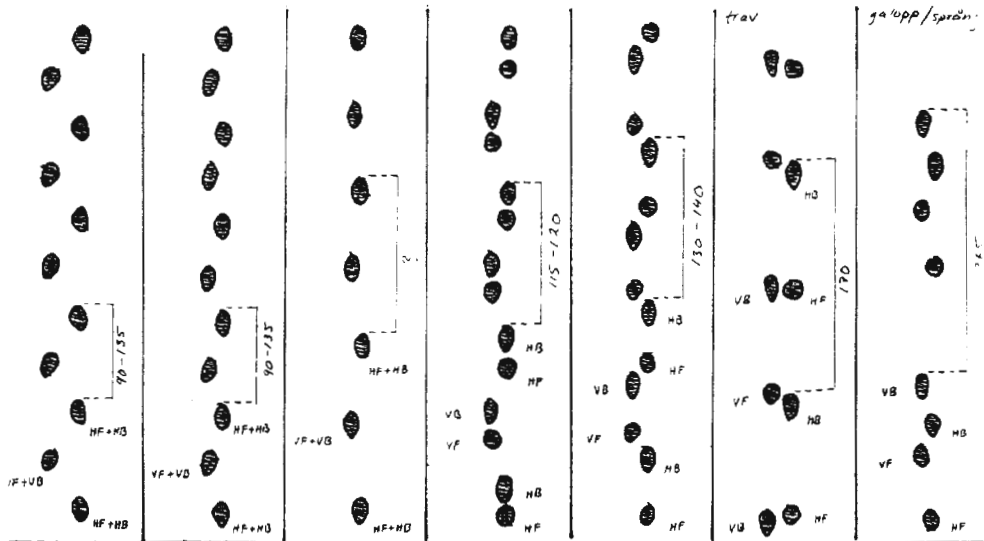 trav
galopp/språng
90-135
HF+HB
VB
HF+HB
90-135
HF+HB
VF+VB
HF+HB
HF+HB
VF+VB
HF+HB
115-120
HB
HF
VB
VF
HB
HF
130-140
HB
HF
VB
VF
HB
HF
HB
170
VB
HF
VF
HB
VB
HF
VB
HB
VF
HF